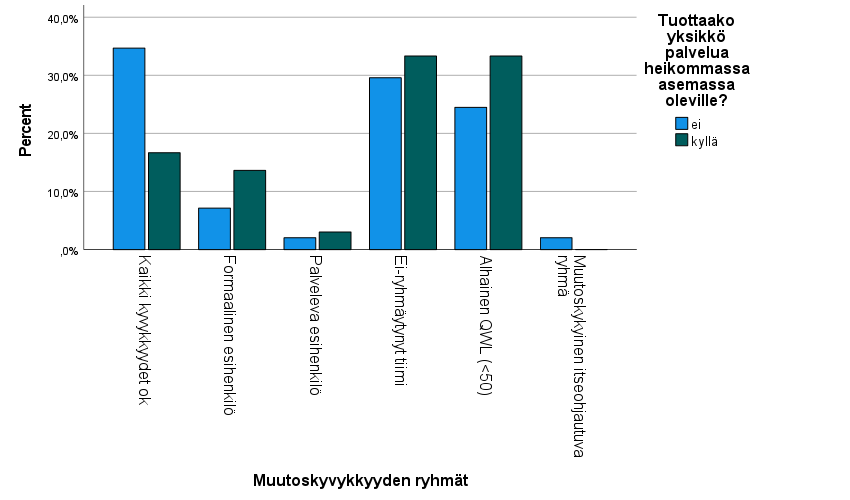 40,0%
30,0%
20,0%
10,0%
,0%
Percent
Kaikki kyvykkyydet ok
Formaalinen esihenkilö
Palveleva esihenkilö
Ei-ryhmäytynyt tiimi
Alhainen QWL (<50)
Muutoskykyinen itseohjautuva
ryhmä
Muutoskyvykkyyden ryhmät
Tuottaako
yksikkö
palvelua
heikommassa
asemassa
oleville?
ei
kyllä